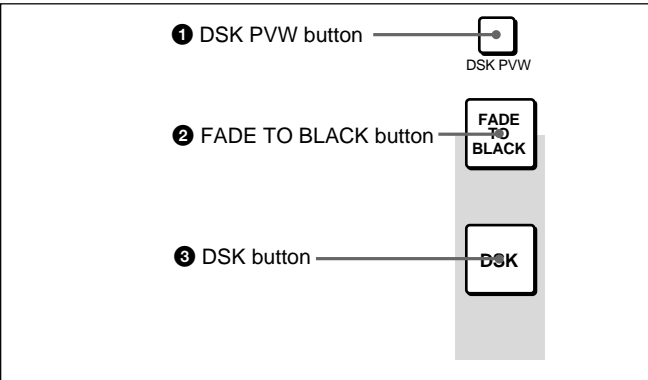 ❶ DSK PVW button
DSK PVW
❷ FADE TO BLACK button
FADE
TO
BLACK
❸ DSK button
DSK